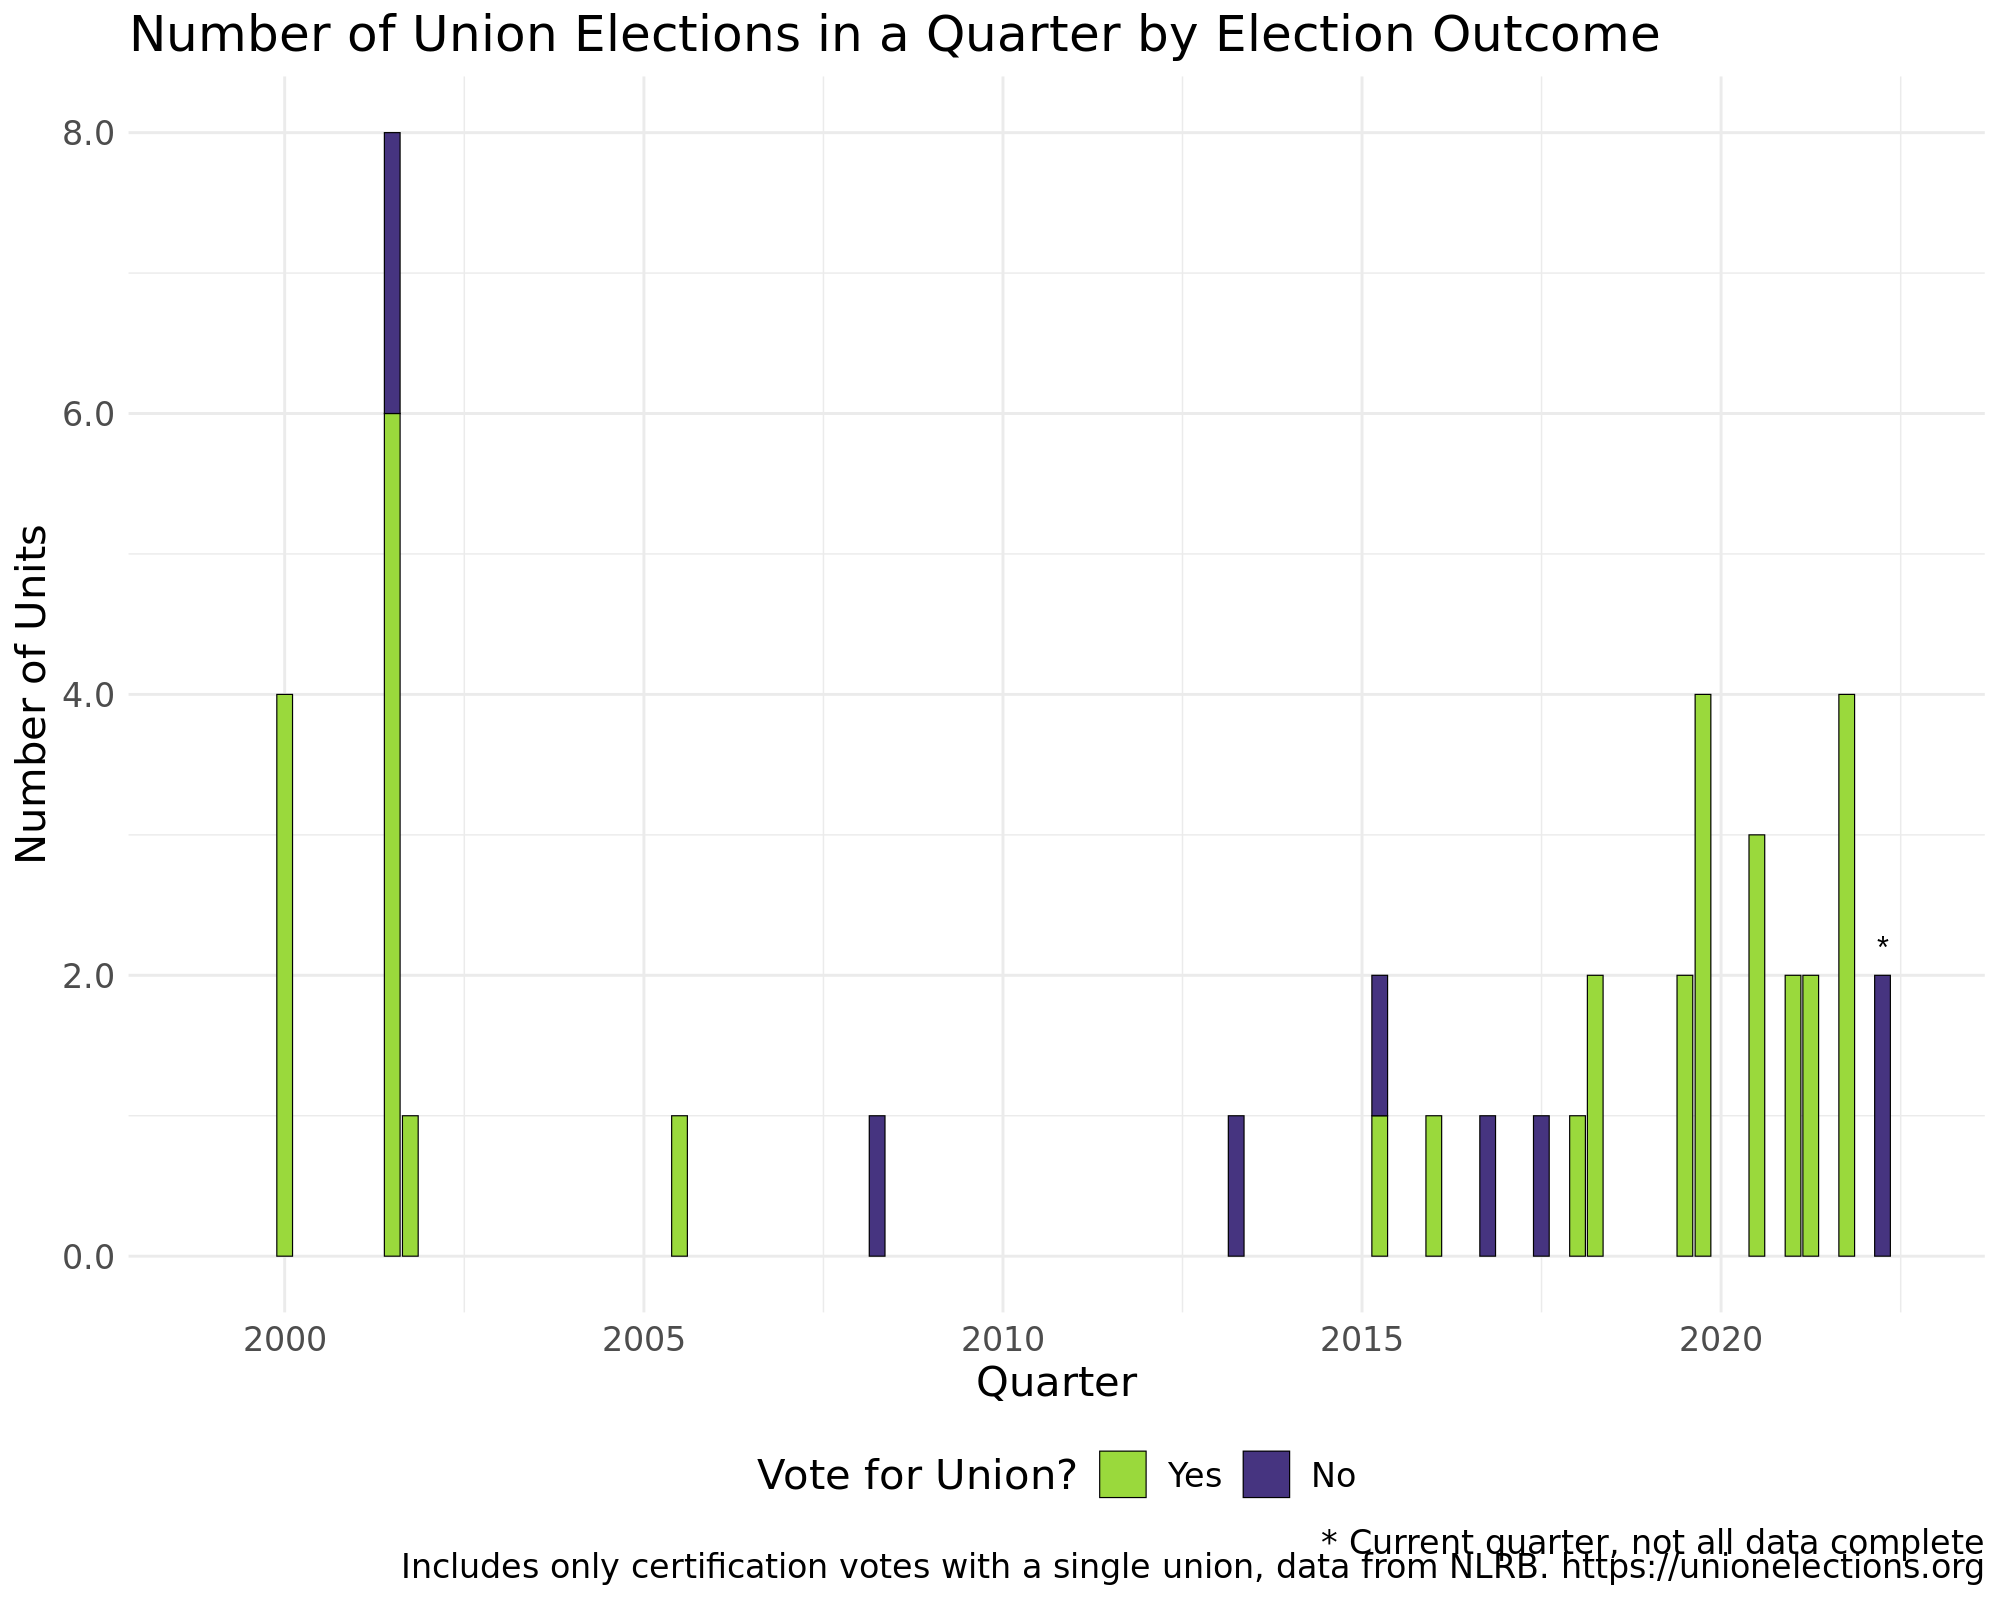 Number of Union Elections in a Quarter by Election Outcome
Number of Units
8.0
6.0
4.0
2.0
0.0
*
2000 2005 2010 2015 2020
Quarter
Vote for Union? Yes No
* Current quarter, not all data complete
Includes only certification votes with a single union, data from NLRB. https://unionelections.org